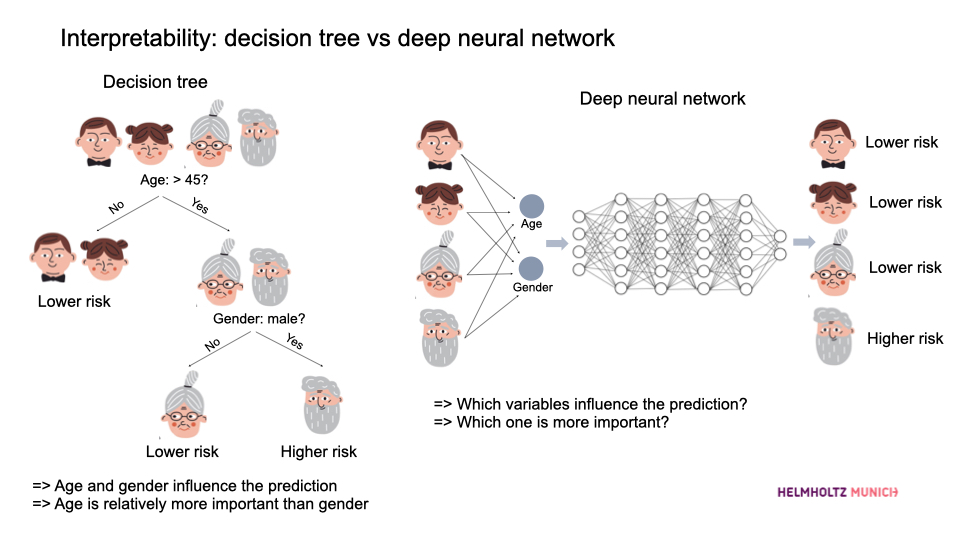 Interpretability: decision tree vs deep neural network
Decision tree
Age: > 45?
No
Yes
Lower risk
Gender: male?
No
Yes
Lower risk
Higher risk
=> Age and gender influence the prediction
=> Age is relatively more important than gender
Deep neural network
Age
Gender
Lower risk
Lower risk
Lower risk
Higher risk
=> Which variables influence the prediction?
=> Which one is more important?
HELMHOLTZ MUNICH